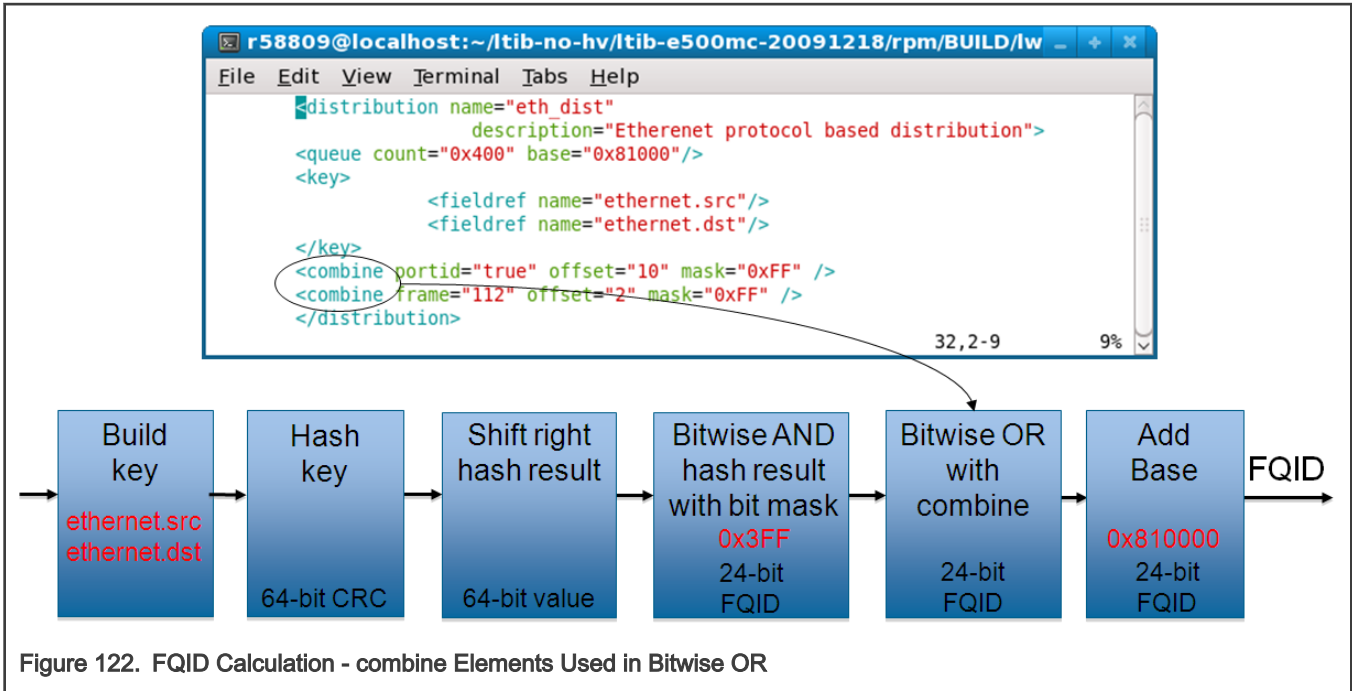 r58809@localhost:~/ltib-no-hv/ltib-e500mc-20091218/rpm/BUILD/lw
File Edit View Terminal Tabs Help
<distribution name="eth_dist"
description="Etherenet protocol based distribution">
<queue count="0x400" base="0x81000"/>
<key>
<fieldref name="ethernet.src"/>
<fieldref name="ethernet.dst"/>
</key>
<combine portid="true" offset="10" mask="0xFF" />
<combine frame="112" offset="2" mask="0xFF" />
</distribution>
32,2-9 9%
Build
key
ethernet.src
ethernet.dst
Hash
key
64-bit CRC
Shift right
hash result
64-bit value
Bitwise AND
hash result
with bit mask
0x3FF
24-bit
FQID
Bitwise OR
with
combine
24-bit
FQID
Add
Base
0x810000
24-bit
FQID
FQID
Figure 122. FQID Calculation - combine Elements Used in Bitwise OR